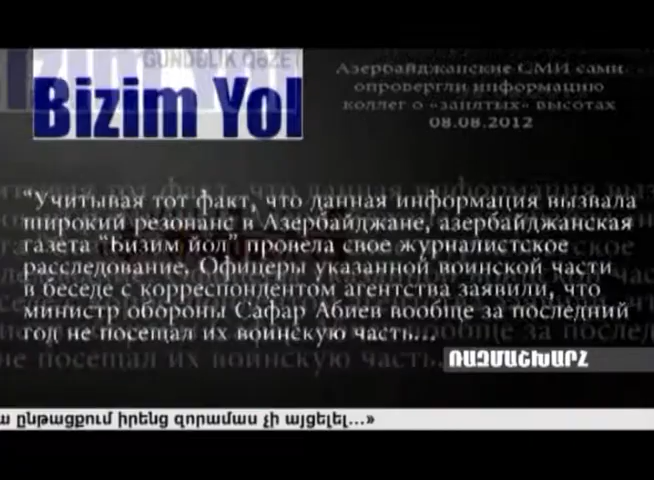 GÜNDƏLİK QƏZET
Bizim Yol
Азербайджанские СМИ сами
опровергли информацию
коллег о «занятых» высотах
08.08.2012
“Учитывая тот факт, что данная информация вызвала
широкий резонанс в Азербайджане, азербайджанская
газета “Бизим йол” провела свое журналистское
расследование. Офицеры указанной воинской части
в беседе с корреспондентом агентства заявили, что
министр обороны Сафар Абиев вообще за последний
год не посещал их воинскую часть...
ՌԱԶՄԱՇԽԱՐՀ
ընթացքում իրենց զորամաս չի այցելել...»